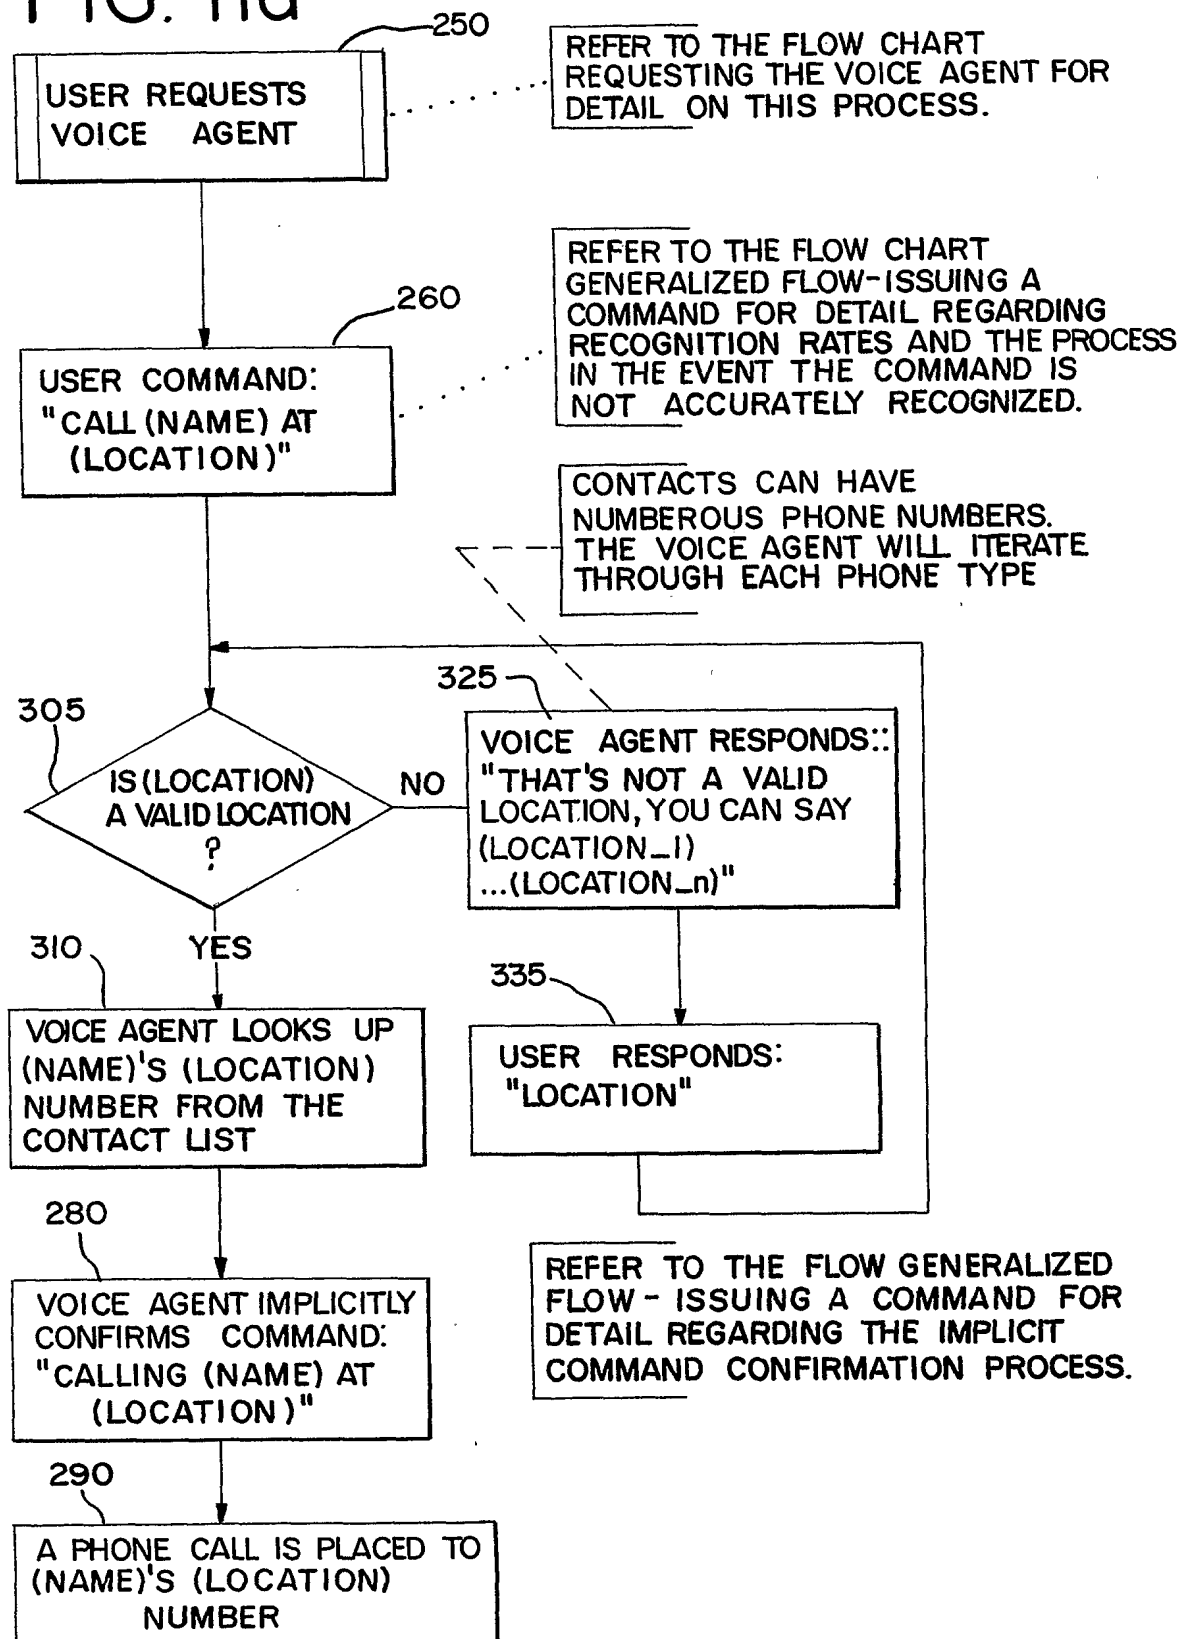 FIG. 11a
250
USER REQUESTS
VOICE AGENT
REFER TO THE FLOW CHART
REQUESTING THE VOICE AGENT FOR
DETAIL ON THIS PROCESS.
260
USER COMMAND:
"CALL (NAME) AT
(LOCATION)"
REFER TO THE FLOW CHART
GENERALIZED FLOW-ISSUING A
COMMAND FOR DETAIL REGARDING
RECOGNITION RATES AND THE PROCESS
IN THE EVENT THE COMMAND IS
NOT ACCURATELY RECOGNIZED.
CONTACTS CAN HAVE
NUMBEROUS PHONE NUMBERS.
THE VOICE AGENT WILL ITERATE
THROUGH EACH PHONE TYPE
305
IS (LOCATION)
A VALID LOCATION
?
NO
325
VOICE AGENT RESPONDS::
"THAT'S NOT A VALID
LOCATION, YOU CAN SAY
(LOCATION_1)
...(LOCATION_n)"
YES
310
VOICE AGENT LOOKS UP
(NAME)'S (LOCATION)
NUMBER FROM THE
CONTACT LIST
335
USER RESPONDS:
"LOCATION"
280
VOICE AGENT IMPLICITLY
CONFIRMS COMMAND:
"CALLING (NAME) AT
(LOCATION)"
REFER TO THE FLOW GENERALIZED
FLOW - ISSUING A COMMAND FOR
DETAIL REGARDING THE IMPLICIT
COMMAND CONFIRMATION PROCESS.
290
A PHONE CALL IS PLACED TO
(NAME)'S (LOCATION)
NUMBER